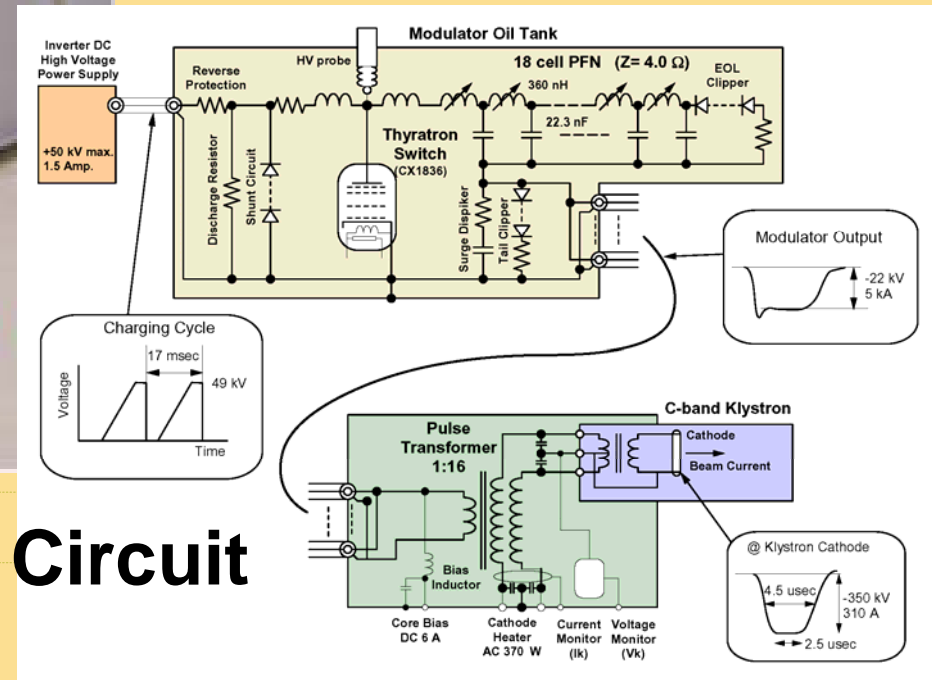 Modulator Oil Tank
Inverter DC
High Voltage
Power Supply
+50 kV max.
1.5 Amp.
Reverse
Protection
HV probe
18 cell PFN (Z= 4.0 Ω)
360 nH
22.3 nF
EOL
Clipper
Discharge Resistor
Shunt Circuit
Thyratron
Switch
(CX1836)
Surge Dispiker
Tail Clipper
Modulator Output
-22 kV
5 kA
Charging Cycle
17 msec
49 kV
Voltage
Time
C-band Klystron
Pulse
Transformer
1:16
Cathode
Beam Current
Circuit
Bias
Inductor
Core Bias
DC 6 A
Cathode
Heater
AC 370 W
Current
Monitor
(Ik)
Voltage
Monitor
(Vk)
@ Klystron Cathode
4.5 usec
-350 kV
310 A
2.5 usec